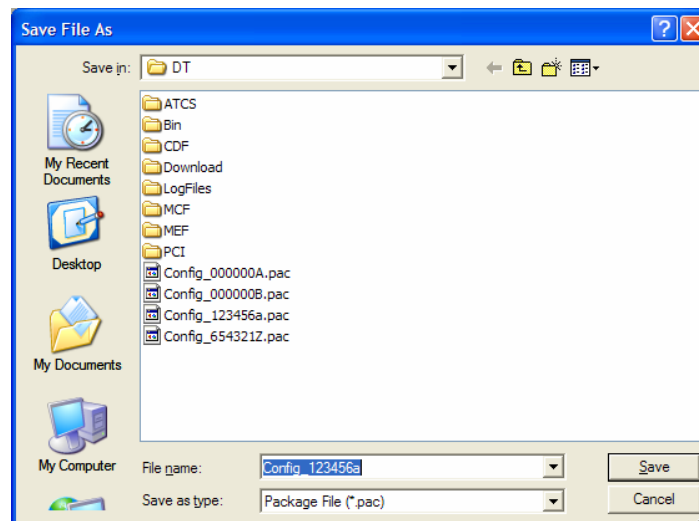 Save File As
Save in:
DT
My Recent
Documents
Desktop
My Documents
My Computer
ATCS
Bin
CDF
Download
LogFiles
MCF
MEF
PCI
Config_000000A.pac
Config_000000B.pac
Config_123456a.pac
Config_654321Z.pac
File name:
Config_123456a
Save
Save as type:
Package File (*.pac)
Cancel